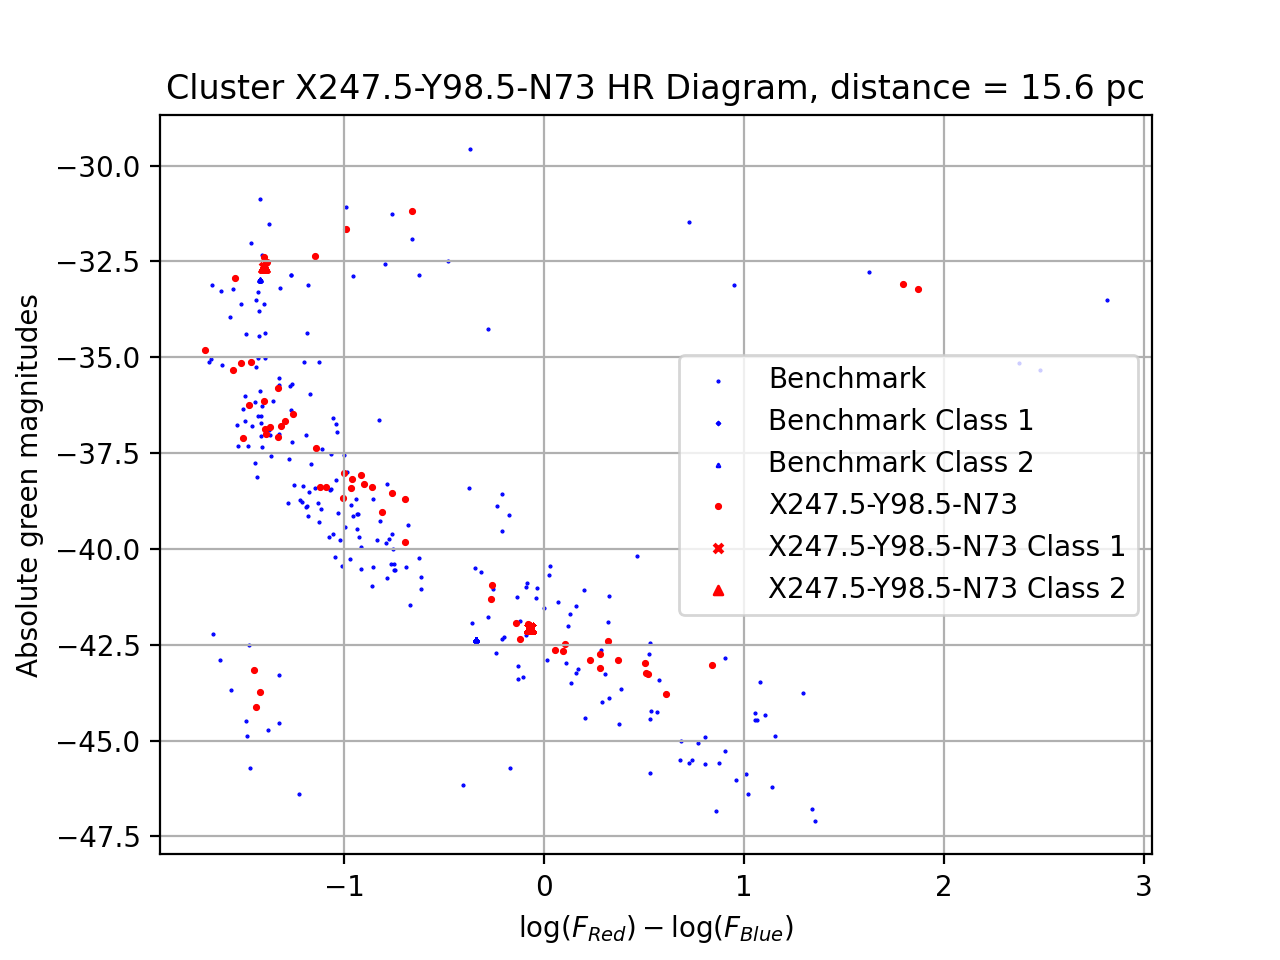 Cluster X247.5-Y98.5-N73 HR Diagram, distance = 15.6 pc
−30.0
−32.5
−35.0
−37.5
−40.0
−42.5
−45.0
−47.5
Absolute green magnitudes
Benchmark
Benchmark Class 1
Benchmark Class 2
X247.5-Y98.5-N73
X247.5-Y98.5-N73 Class 1
X247.5-Y98.5-N73 Class 2
−1 0 1 2 3
log(F_Red) − log(F_Blue)